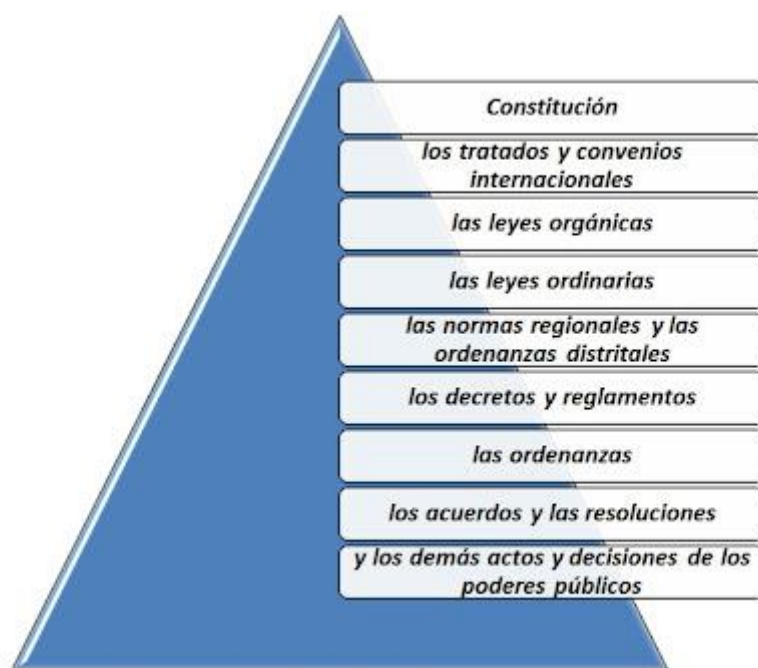 Constitución
los tratados y convenios
internacionales
las leyes orgánicas
las leyes ordinarias
las normas regionales y las
ordenanzas distritales
los decretos y reglamentos
las ordenanzas
los acuerdos y las resoluciones
y los demás actos y decisiones de los
poderes públicos